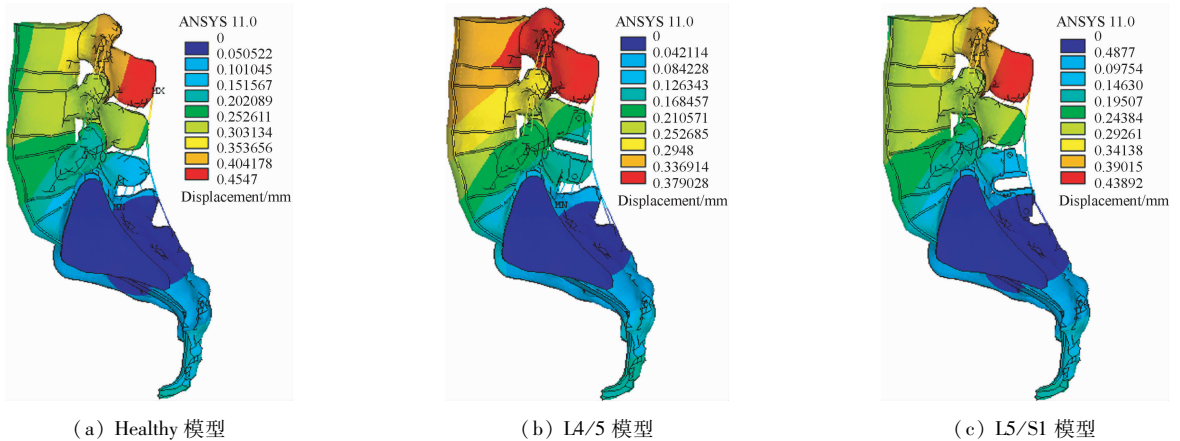 ANSYS 11.0
0
0.050522
0.101045
0.151567
0.202089
0.252611
0.303134
0.353656
0.404178
0.4547
Displacement/mm
MX
MN
(a) Healthy 模型
ANSYS 11.0
0
0.042114
0.084228
0.126343
0.168457
0.210571
0.252685
0.2948
0.336914
0.379028
Displacement/mm
MN
(b) L4/5 模型
ANSYS 11.0
0
0.4877
0.09754
0.14630
0.19507
0.24384
0.29261
0.34138
0.39015
0.43892
Displacement/mm
(c) L5/S1 模型